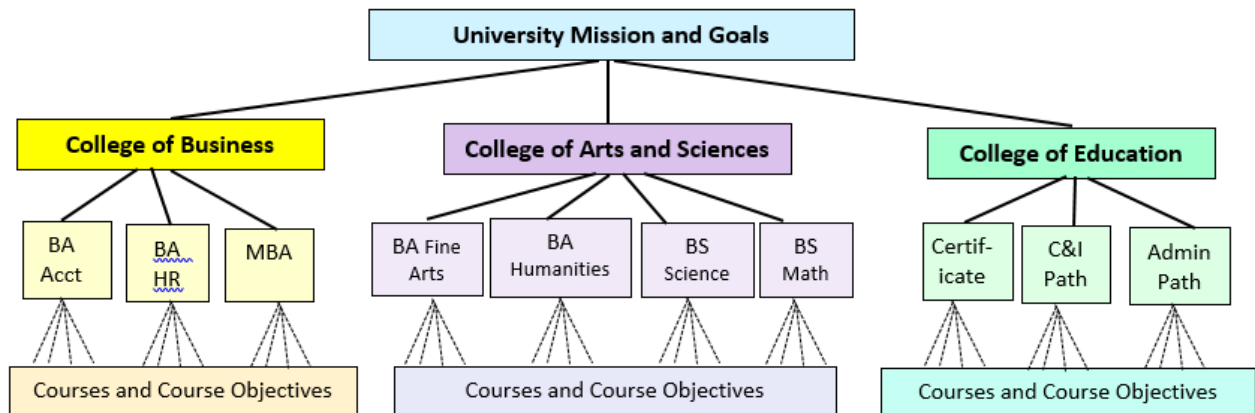 University Mission and Goals
College of Business
College of Arts and Sciences
College of Education
BA
Acct
BA
HR
MBA
BA Fine
Arts
BA
Humanities
BS
Science
BS
Math
Certif-
icate
C&I
Path
Admin
Path
Courses and Course Objectives
Courses and Course Objectives
Courses and Course Objectives